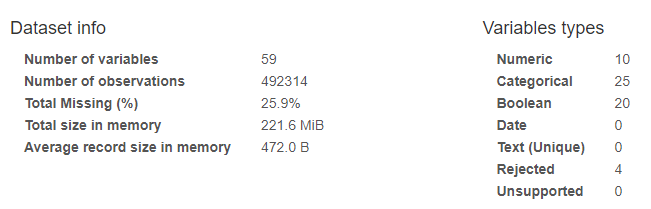 Dataset info
Number of variables 59
Number of observations 492314
Total Missing (%) 25.9%
Total size in memory 221.6 MiB
Average record size in memory 472.0 B
Variables types
Numeric 10
Categorical 25
Boolean 20
Date 0
Text (Unique) 0
Rejected 4
Unsupported 0